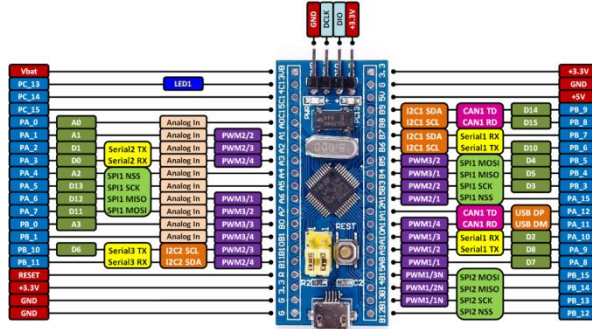 GND DCLK DIO +3.3V
Vbat +3.3V
PC_13 LED1 GND
PC_14 +5V
PC_15 I2C1 SDA CAN1 TD D14 PB_9
PA_0 A0 Analog In I2C1 SCL CAN1 RD D15 PB_8
PA_1 A1 Analog In PWM2/2 I2C1 SDA Serial1 RX PB_7
PA_2 D1 Serial2 TX Analog In PWM2/3 I2C1 SCL Serial1 TX D10 PB_6
PA_3 D0 Serial2 RX Analog In PWM2/4 PWM3/2 SPI1 MOSI D4 PB_5
PA_4 A2 SPI1 NSS Analog In PWM3/1 SPI1 MISO D5 PB_4
PA_5 D13 SPI1 SCK Analog In PWM2/2 SPI1 SCK D3 PB_3
PA_6 D12 SPI1 MISO Analog In PWM3/1 PWM2/1 SPI1 NSS PA_15
PA_7 D11 SPI1 MOSI Analog In PWM3/2 CAN1 TD USB DP PA_12
PB_0 A3 Analog In PWM3/3 PWM1/4 CAN1 RD USB DM PA_11
PB_1 Analog In PWM3/4 PWM1/3 Serial1 RX D2 PA_10
PB_10 D6 Serial3 TX I2C2 SCL PWM2/3 PWM1/2 Serial1 TX D8 PA_9
PB_11 Serial3 RX I2C2 SDA PWM2/4 PWM1/1 D7 PA_8
RESET PWM1/3N SPI2 MOSI PB_15
+3.3V PWM1/2N SPI2 MISO PB_14
GND PWM1/1N SPI2 SCK PB_13
GND SPI2 NSS PB_12
REST